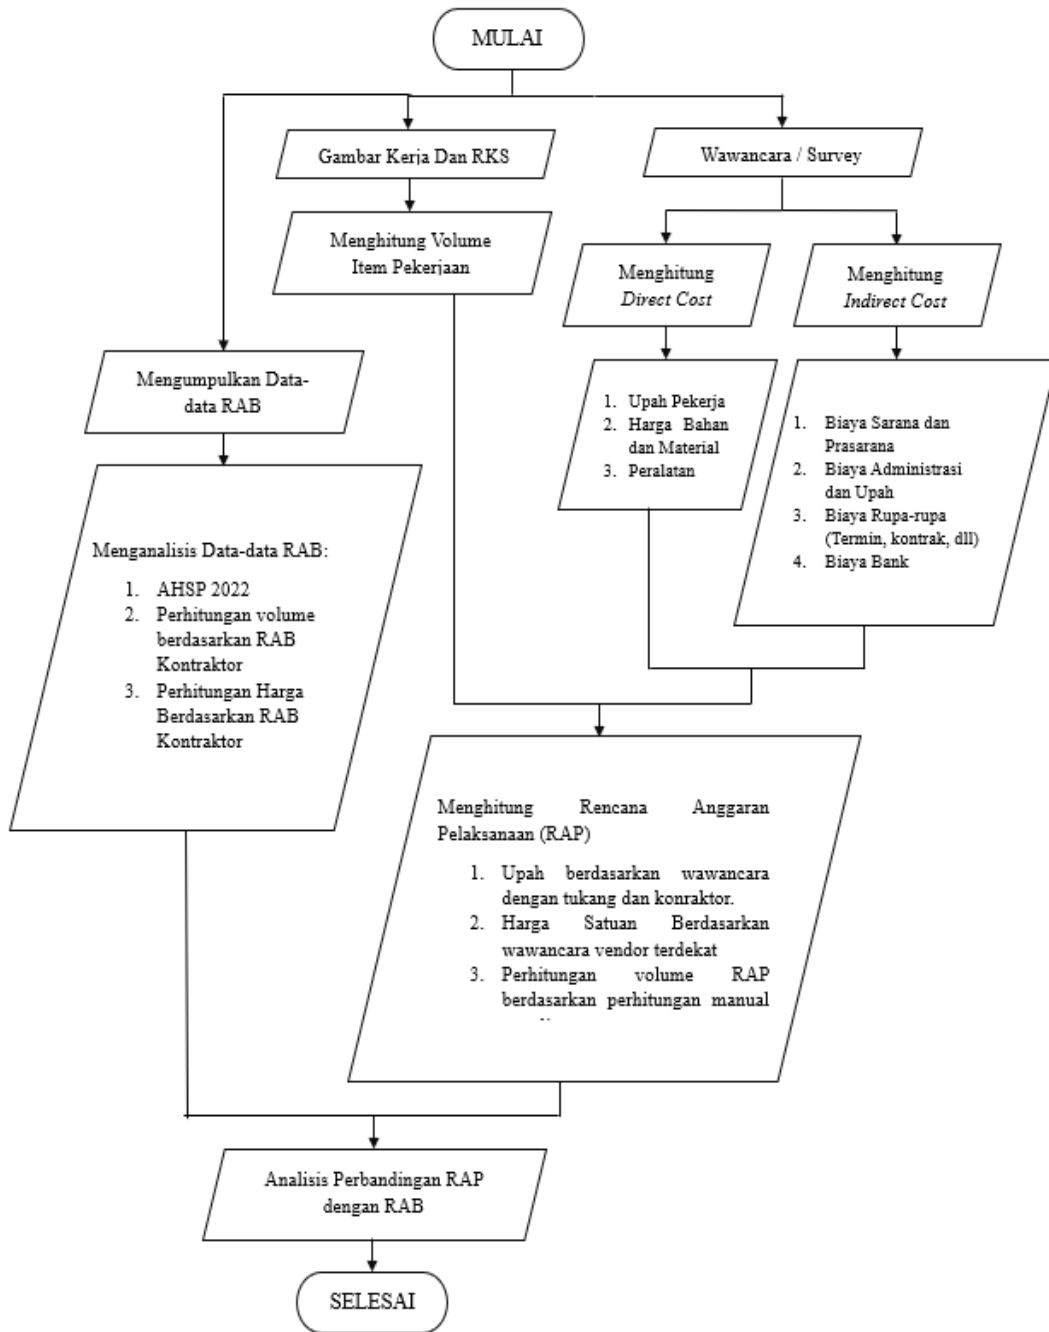 MULAI
Gambar Kerja Dan RKS
Wawancara / Survey
Menghitung Volume
Item Pekerjaan
Menghitung
Direct Cost
Menghitung
Indirect Cost
Mengumpulkan Data-
data RAB
1. Upah Pekerja
2. Harga Bahan
dan Material
3. Peralatan
1. Biaya Sarana dan
Prasarana
2. Biaya Administrasi
dan Upah
3. Biaya Rupa-rupa
(Termin, kontrak, dll)
4. Biaya Bank
Menganalisis Data-data RAB:
1. AHSP 2022
2. Perhitungan volume
berdasarkan RAB
Kontraktor
3. Perhitungan Harga
Berdasarkan RAB
Kontraktor
Menghitung Rencana Anggaran
Pelaksanaan (RAP)
1. Upah berdasarkan wawancara
dengan tukang dan konraktor.
2. Harga Satuan Berdasarkan
wawancara vendor terdekat
3. Perhitungan volume RAP
berdasarkan perhitungan manual
Analisis Perbandingan RAP
dengan RAB
SELESAI